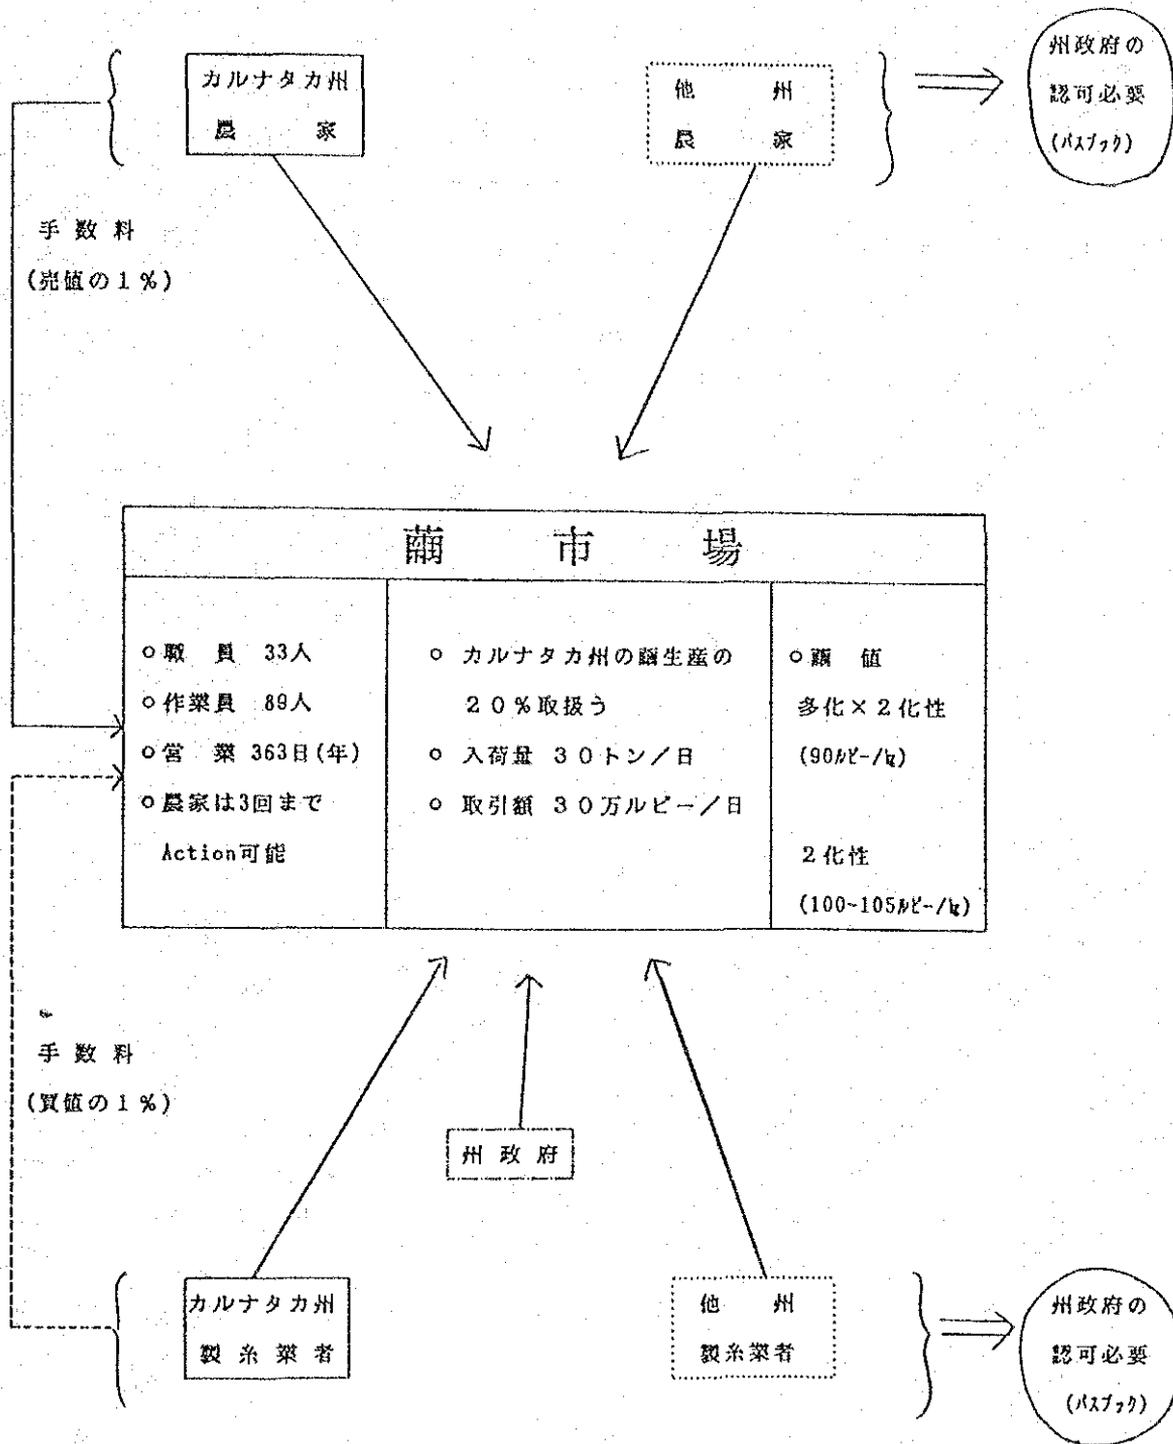 カルナタカ州
農　　家
他　　州
農　　家
州政府の
認可必要
(パスブック)
手 数 料
(売値の1%)
繭　市　場
○職　員　33人
○作業員　89人
○営　業 363日(年)
○農家は3回まで
Action可能
○ カルナタカ州の繭生産の
20%取扱う
○ 入荷量 30トン/日
○ 取引額 30万ルピー/日
○繭　値
多化×2化性
(90ルピー/kg)
2化性
(100~105ルピー/kg)
手 数 料
(買値の1%)
州 政 府
カルナタカ州
製 糸 業 者
他　　州
製糸業者
州政府の
認可必要
(パスブック)